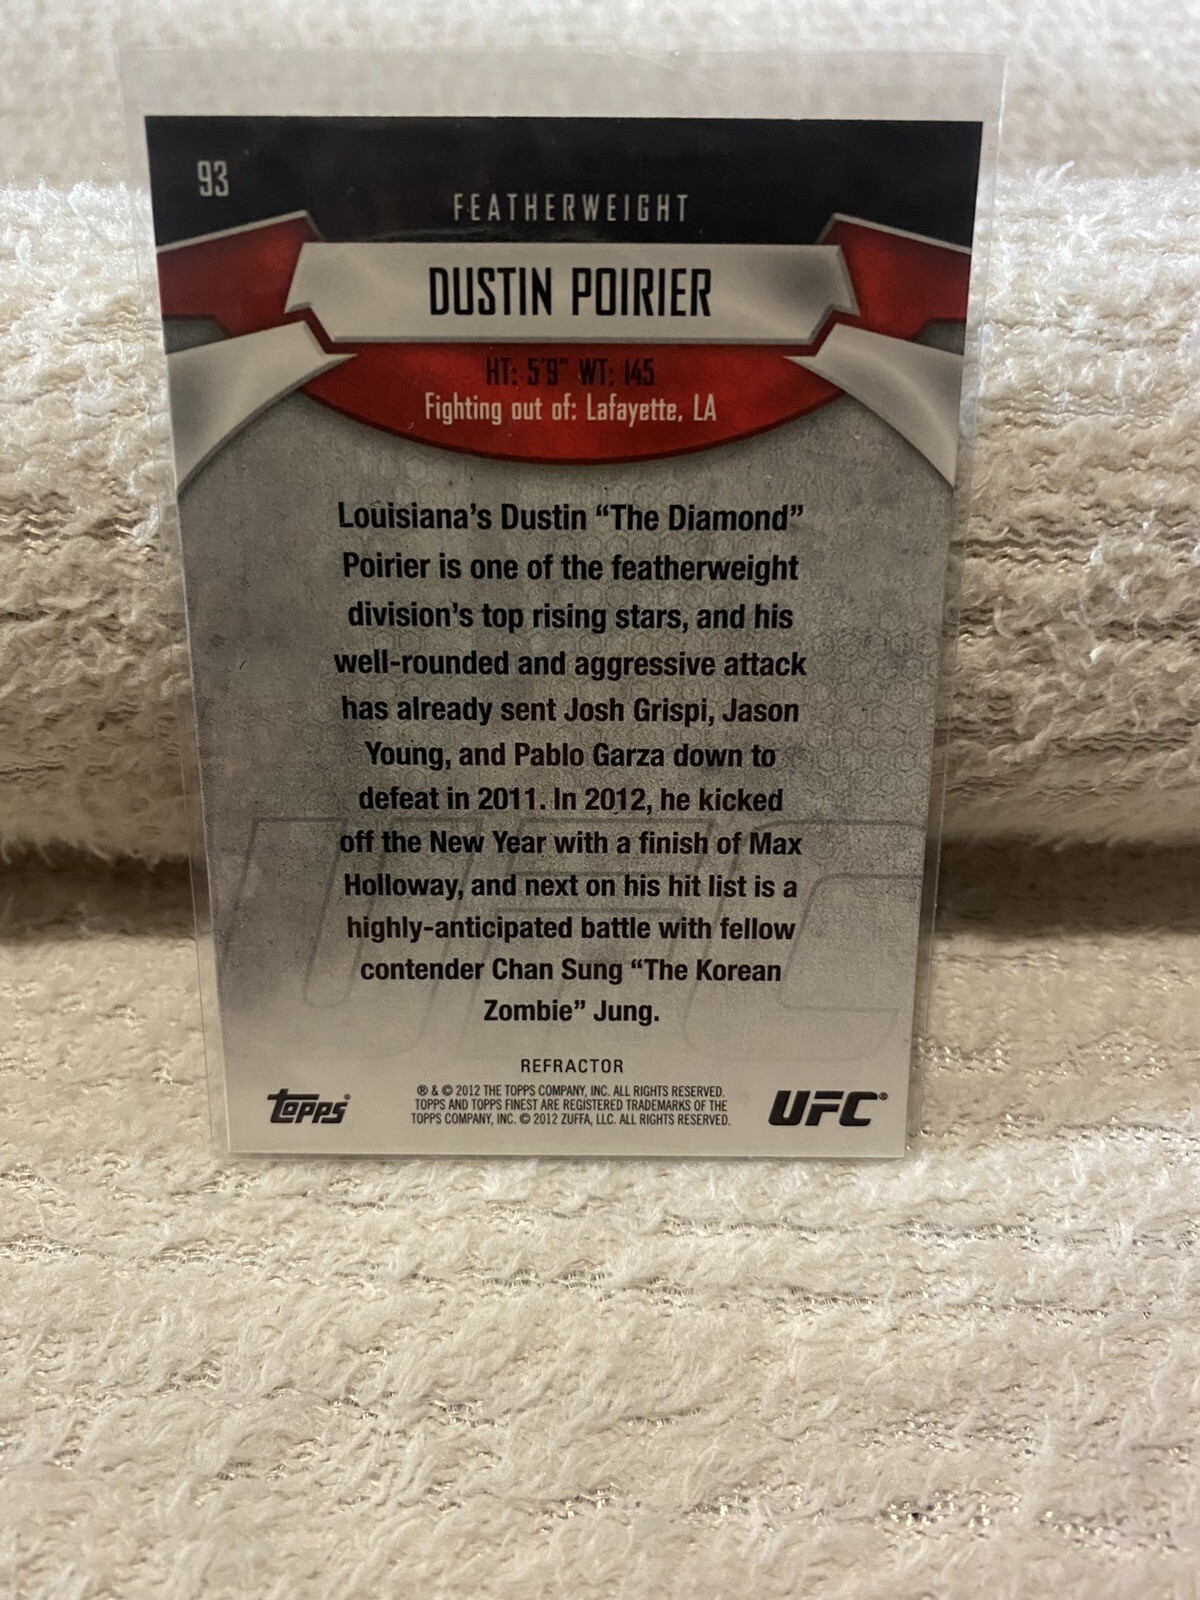 93
FEATHERWEIGHT
DUSTIN POIRIER
HT: 5'9" WT: 145
Fighting out of: Lafayette, LA
Louisiana's Dustin “The Diamond”
Poirier is one of the featherweight
division's top rising stars, and his
well-rounded and aggressive attack
has already sent Josh Grispi, Jason
Young, and Pablo Garza down to
defeat in 2011. In 2012, he kicked
off the New Year with a finish of Max
Holloway, and next on his hit list is a
highly-anticipated battle with fellow
contender Chan Sung “The Korean
Zombie” Jung.
UFC
REFRACTOR
® & © 2012 THE TOPPS COMPANY, INC. ALL RIGHTS RESERVED.
TOPPS AND TOPPS FINEST ARE REGISTERED TRADEMARKS OF THE
TOPPS COMPANY, INC. © 2012 ZUFFA, LLC. ALL RIGHTS RESERVED.
topps®
UFC®